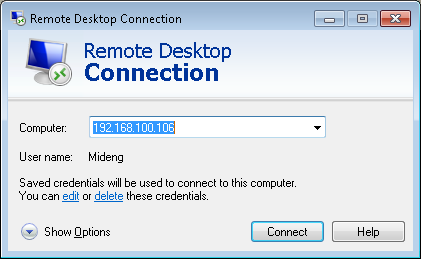 Remote Desktop Connection
Remote Desktop
Connection
Computer: 192.168.100.106
User name: Mideng
Saved credentials will be used to connect to this computer.
You can edit or delete these credentials.
Show Options Connect Help